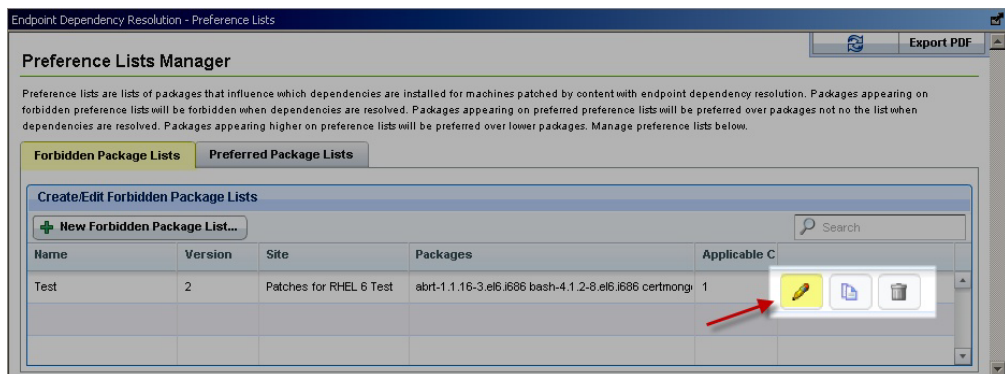 Endpoint Dependency Resolution - Preference Lists
Export PDF
Preference Lists Manager
Preference lists are lists of packages that influence which dependencies are installed for machines patched by content with endpoint dependency resolution. Packages appearing on
forbidden preference lists will be forbidden when dependencies are resolved. Packages appearing on preferred preference lists will be preferred over packages not no the list when
dependencies are resolved. Packages appearing higher on preference lists will be preferred over lower packages. Manage preference lists below.
Forbidden Package Lists Preferred Package Lists
Create/Edit Forbidden Package Lists
New Forbidden Package List... Search
Name Version Site Packages Applicable C
Test 2 Patches for RHEL 6 Test abrt-1.1.16-3.el6.i686 bash-4.1.2-8.el6.i686 certmong 1